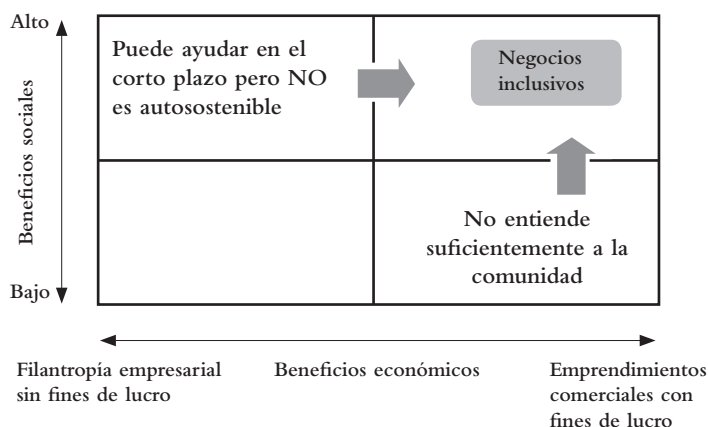 Alto
Beneficios sociales
Bajo
Puede ayudar en el
corto plazo pero NO
es autosostenible
Negocios
inclusivos
No entiende
suficientemente a la
comunidad
Filantropía empresarial
sin fines de lucro
Beneficios económicos
Emprendimientos
comerciales con
fines de lucro